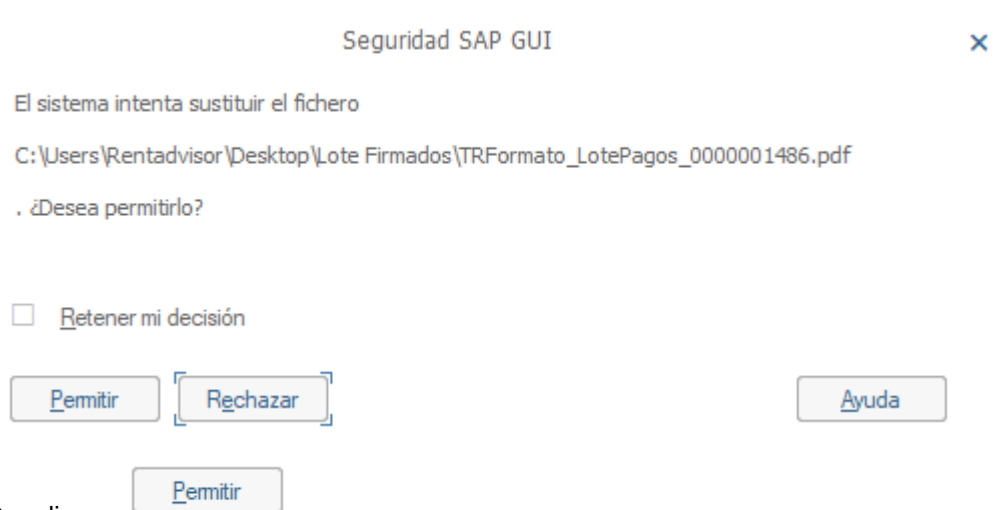 Seguridad SAP GUI
El sistema intenta sustituir el fichero
C:\Users\Rentadvisor\Desktop\Lote Firmados\TRFormato_LotePagos_0000001486.pdf
. ¿Desea permitirlo?
Retener mi decisión
Permitir Rechazar Ayuda
Permitir